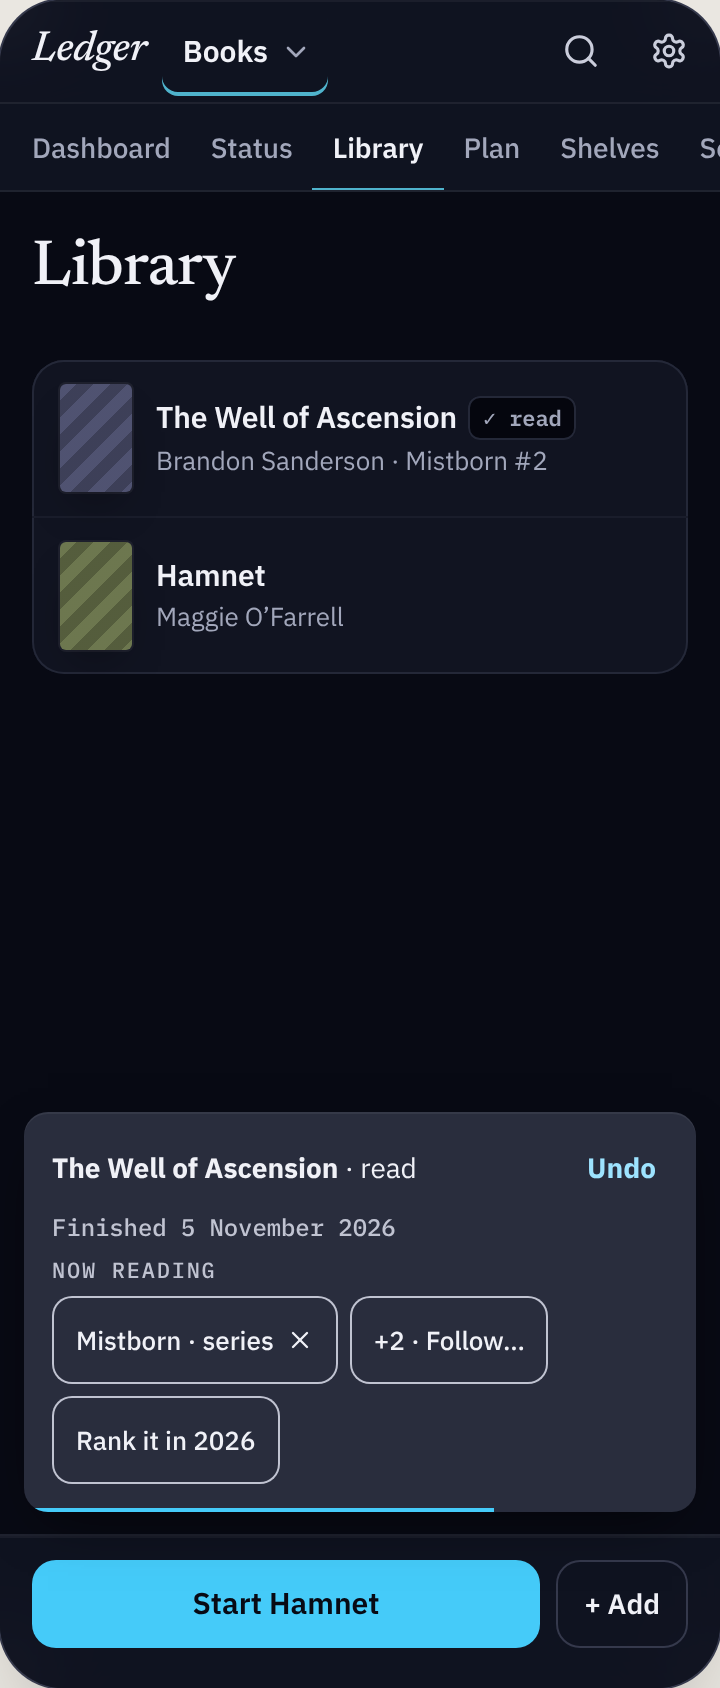 Ledger Books
Dashboard Status Library Plan Shelves
Library
The Well of Ascension ✓ read
Brandon Sanderson · Mistborn #2
Hamnet
Maggie O’Farrell
The Well of Ascension · read Undo
Finished 5 November 2026
NOW READING
Mistborn · series ✕ +2 · Follow…
Rank it in 2026
Start Hamnet + Add